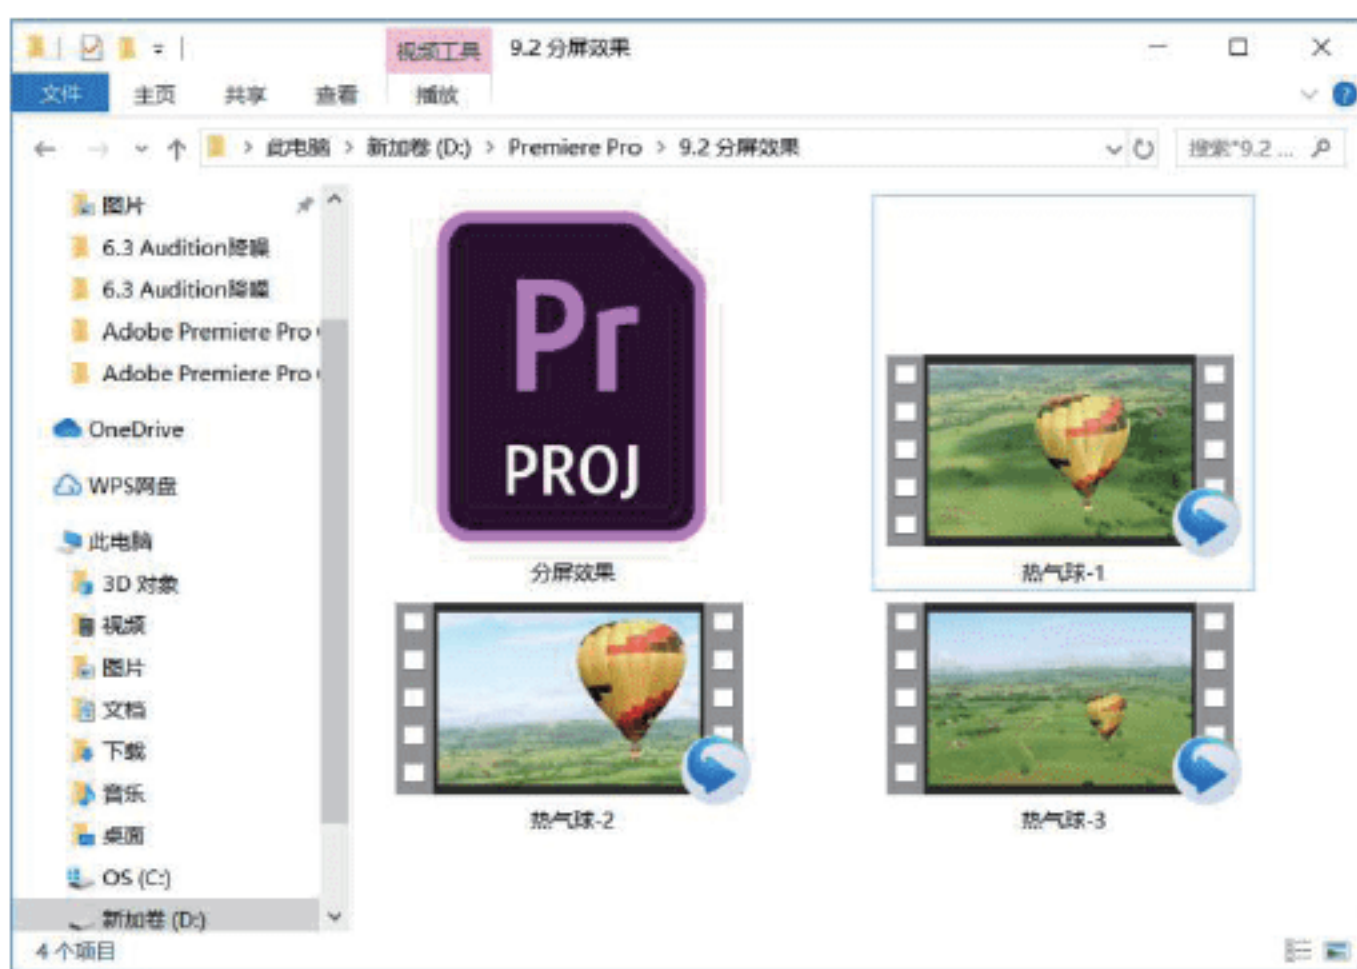 视频工具 9.2 分屏效果
文件 主页 共享 查看 播放
此电脑 > 新加卷 (D:) > Premiere Pro > 9.2 分屏效果
搜索"9.2 ...
图片
6.3 Audition降噪
6.3 Audition降噪
Adobe Premiere Pro
Adobe Premiere Pro
OneDrive
WPS网盘
此电脑
3D 对象
视频
图片
文档
下载
音乐
桌面
OS (C:)
新加卷 (D:)
Pr
PROJ
分屏效果
热气球-1
热气球-2
热气球-3
4 个项目